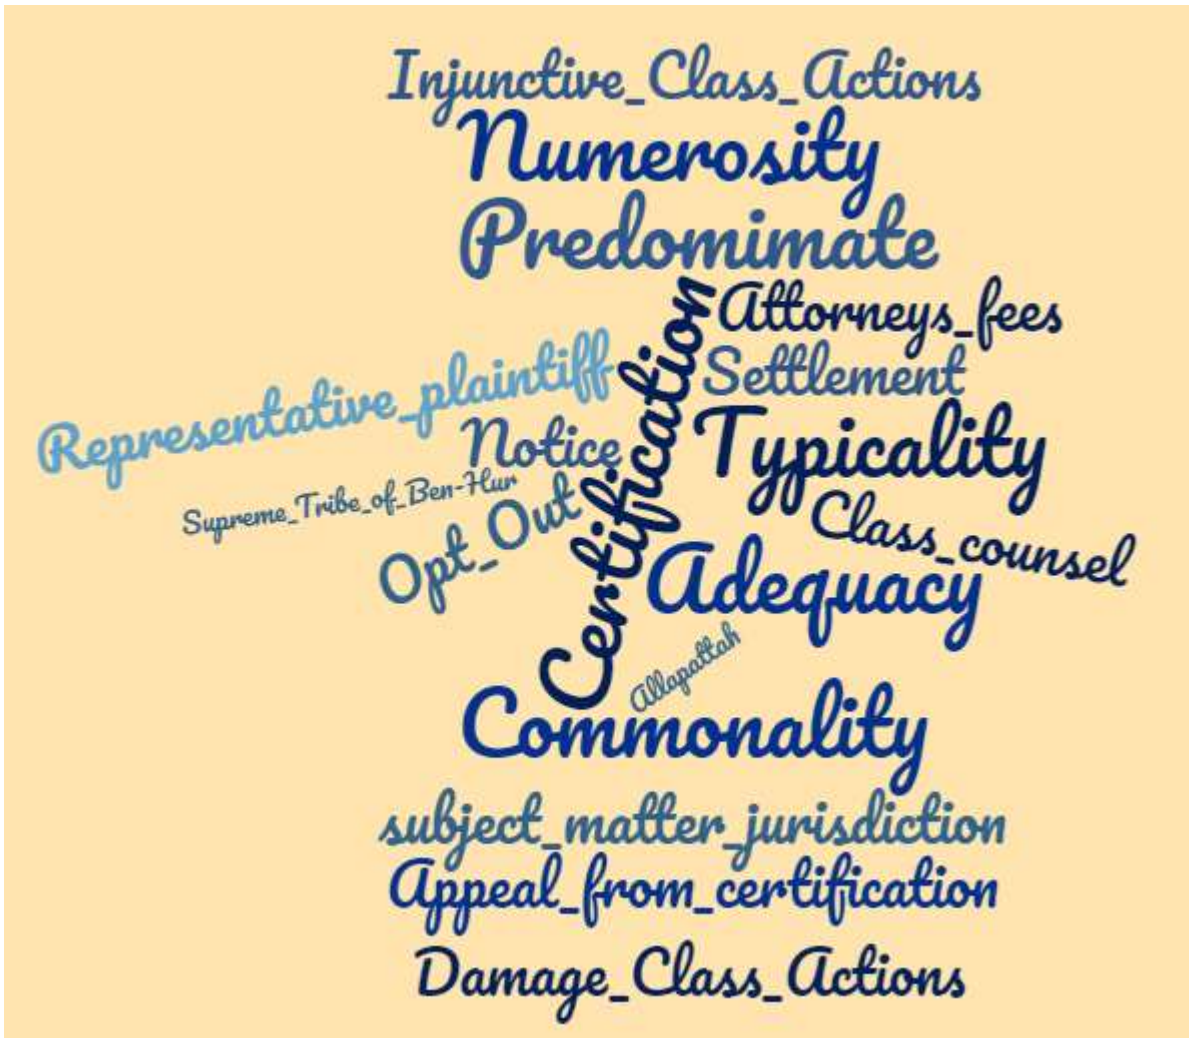 Injunctive_Class_Actions
Numerosity
Predomimate
Attorneys_fees
Certification
Settlement
Representative_plaintiff
Notice
Typicality
Supreme_Tribe_of_Ben-Hur
Opt_Out
Class_counsel
Adequacy
Allapattah
Commonality
subject_matter_jurisdiction
Appeal_from_certification
Damage_Class_Actions